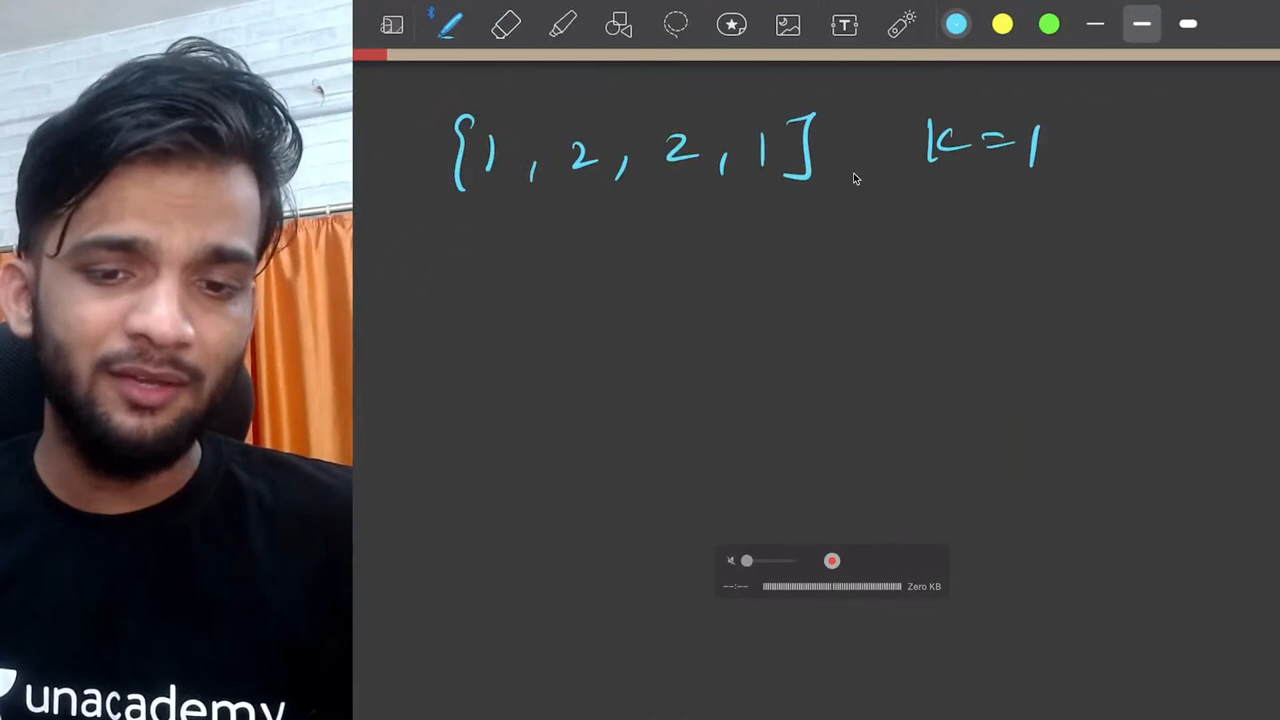 {1, 2, 2, 1]
K=1
T
--:--
Zero KB
unacademy